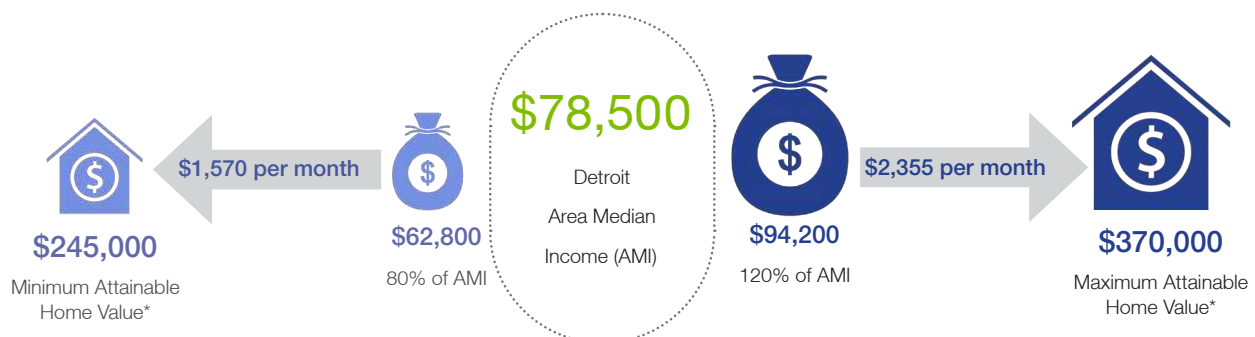 $245,000
Minimum Attainable
Home Value*
$1,570 per month
$
$
$62,800
80% of AMI
$78,500
Detroit
Area Median
Income (AMI)
$
$94,200
120% of AMI
$2,355 per month
$
$370,000
Maximum Attainable
Home Value*